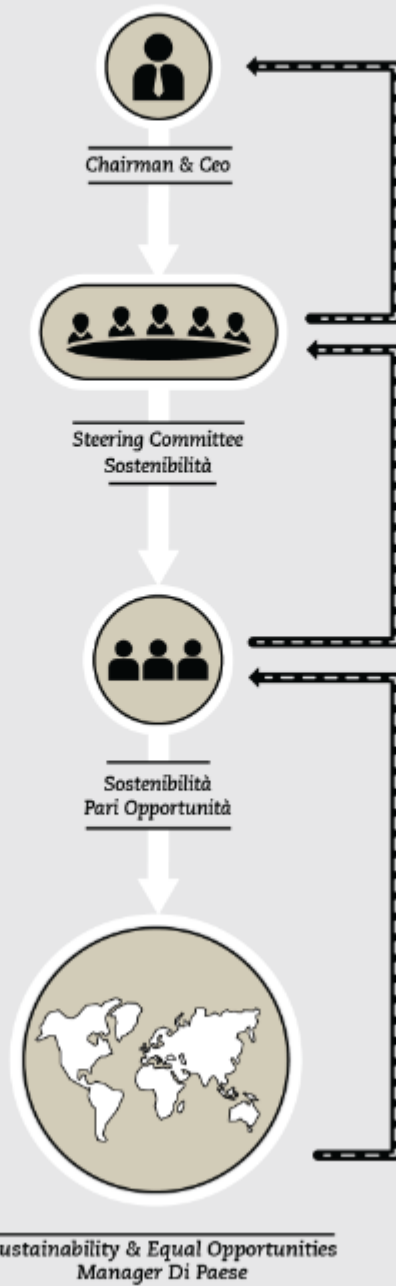 Chairman & Ceo
Steering Committee
Sostenibilità
Sostenibilità
Pari Opportunità
ustainability & Equal Opportunities
Manager Di Paese